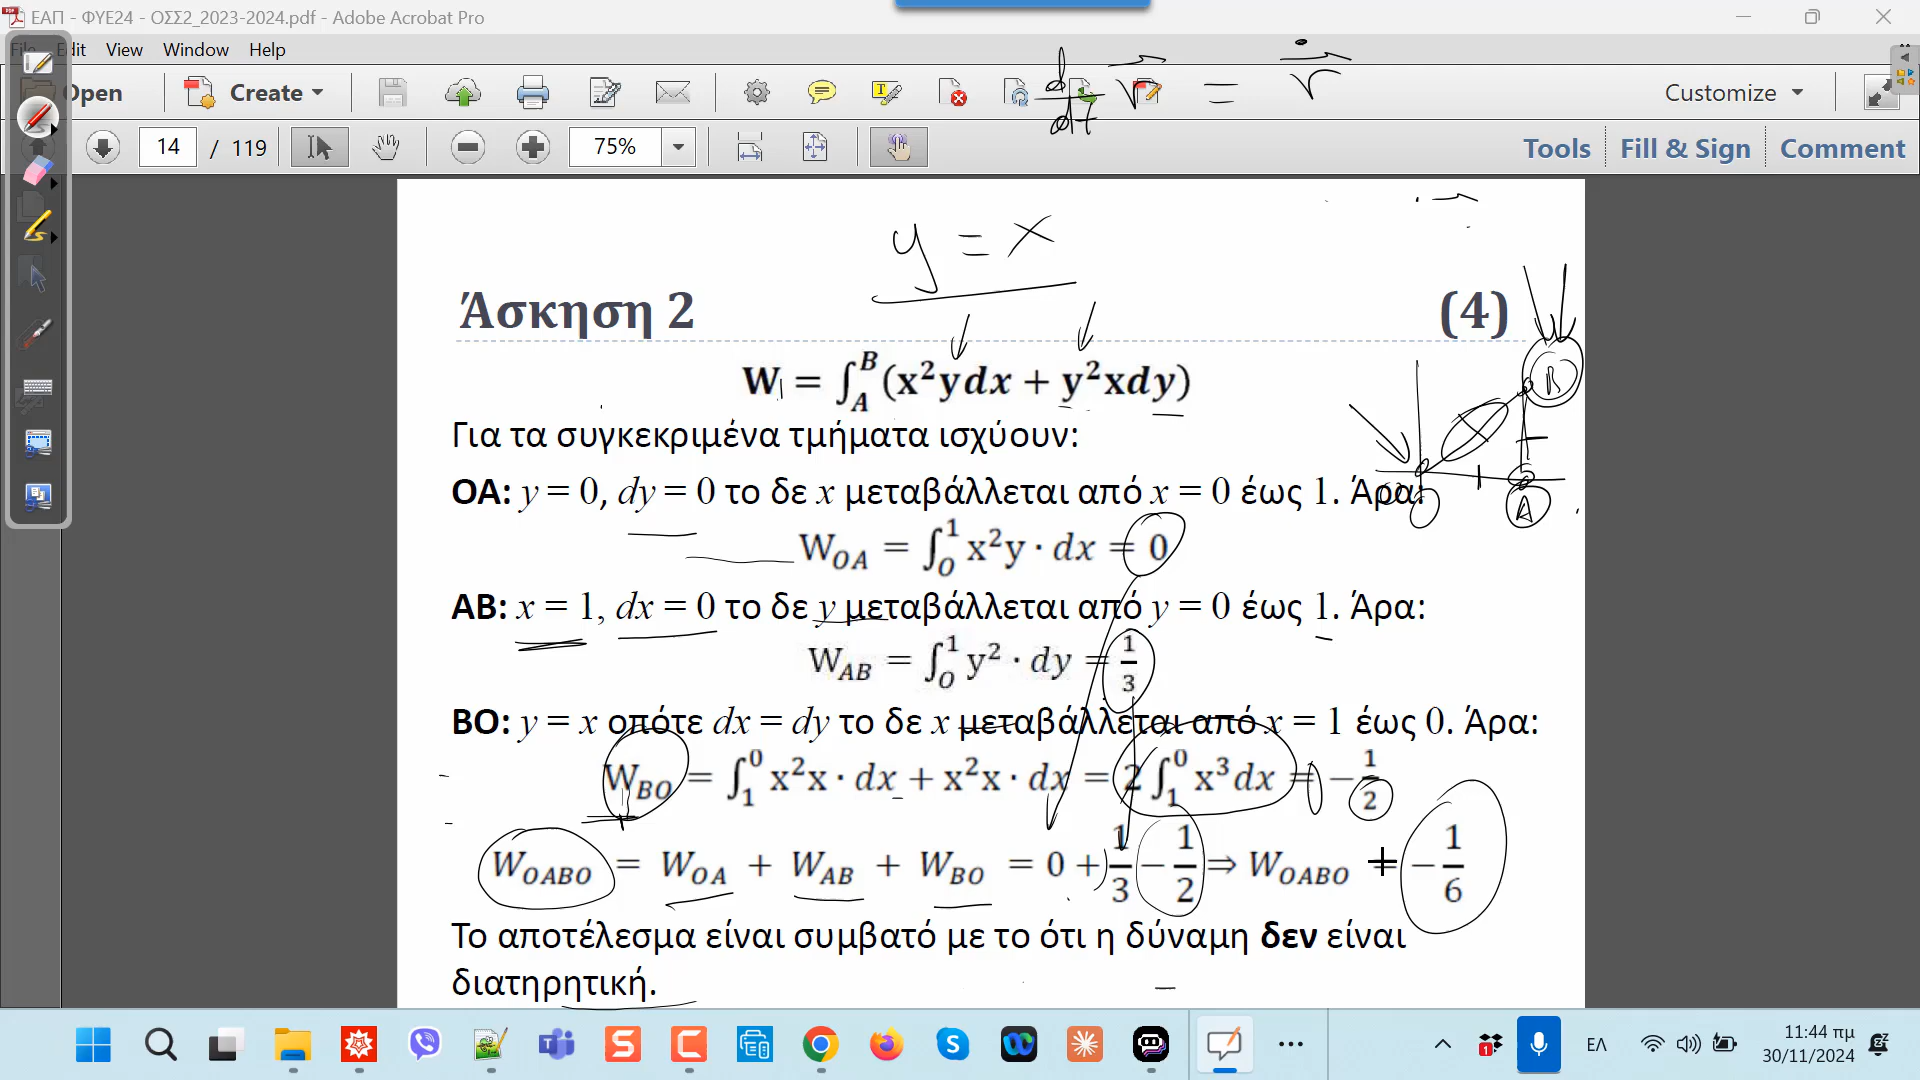 ΕΑΠ - ΦΥΕ24 - ΟΣΣ2_2023-2024.pdf - Adobe Acrobat Pro
File Edit View Window Help
Open Create Customize
14 / 119 75% Tools Fill & Sign Comment
d/dt r⃗ = ṙ⃗
y = x
Άσκηση 2 (4)
W = ∫_A^B (x²ydx + y²xdy)
B
Για τα συγκεκριμένα τμήματα ισχύουν:
ΟΑ: y = 0, dy = 0 το δε x μεταβάλλεται από x = 0 έως 1. Άρα:
A
W_OA = ∫_O^1 x²y · dx = 0
ΑΒ: x = 1, dx = 0 το δε y μεταβάλλεται από y = 0 έως 1. Άρα:
W_AB = ∫_O^1 y² · dy = 1/3
ΒΟ: y = x οπότε dx = dy το δε x μεταβάλλεται από x = 1 έως 0. Άρα:
W_BO = ∫_1^0 x²x · dx + x²x · dx = 2 ∫_1^0 x³dx = −1/2
W_OABO = W_OA + W_AB + W_BO = 0 + 1/3 − 1/2 ⇒ W_OABO = −1/6
Το αποτέλεσμα είναι συμβατό με το ότι η δύναμη δεν είναι
διατηρητική.
ΕΛ 11:44 πμ
30/11/2024